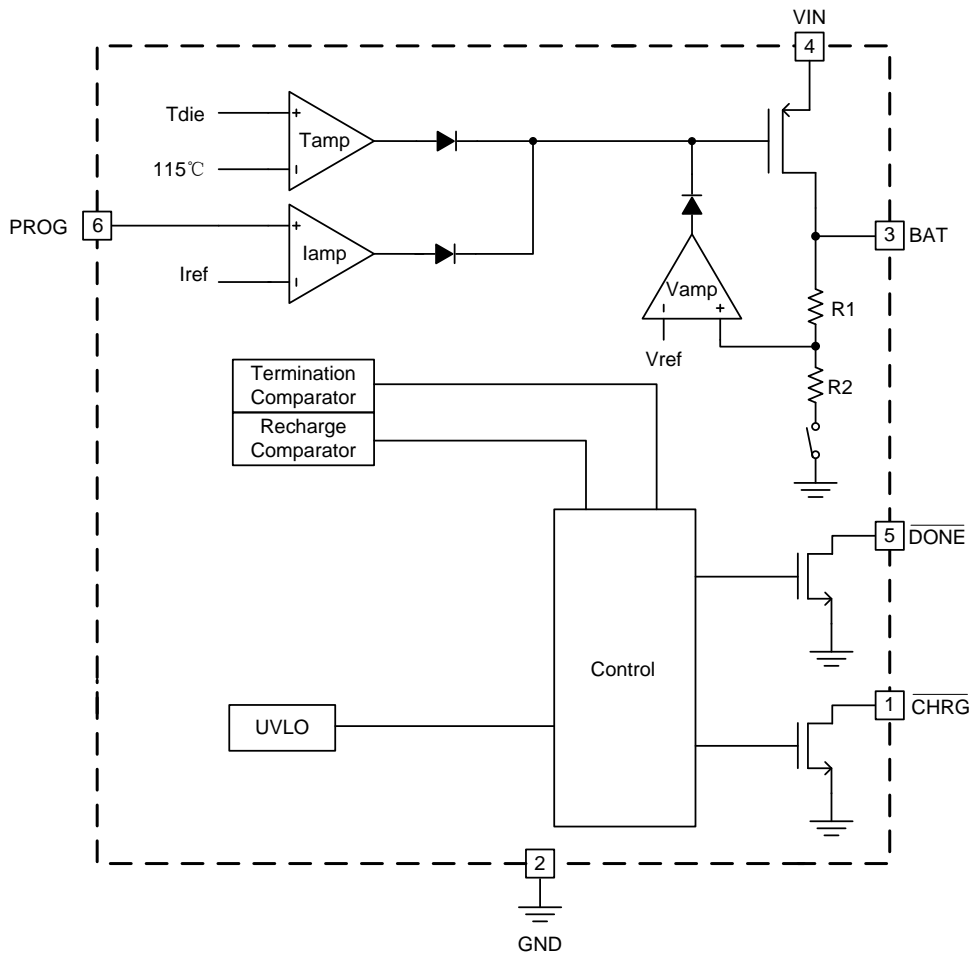 VIN
4
Tdie
+
Tamp
115℃
-
PROG
6
+
Iamp
Iref
-
3
BAT
Vamp
-
+
R1
Vref
R2
Termination
Comparator
Recharge
Comparator
5
DONE
Control
1
CHRG
UVLO
2
GND